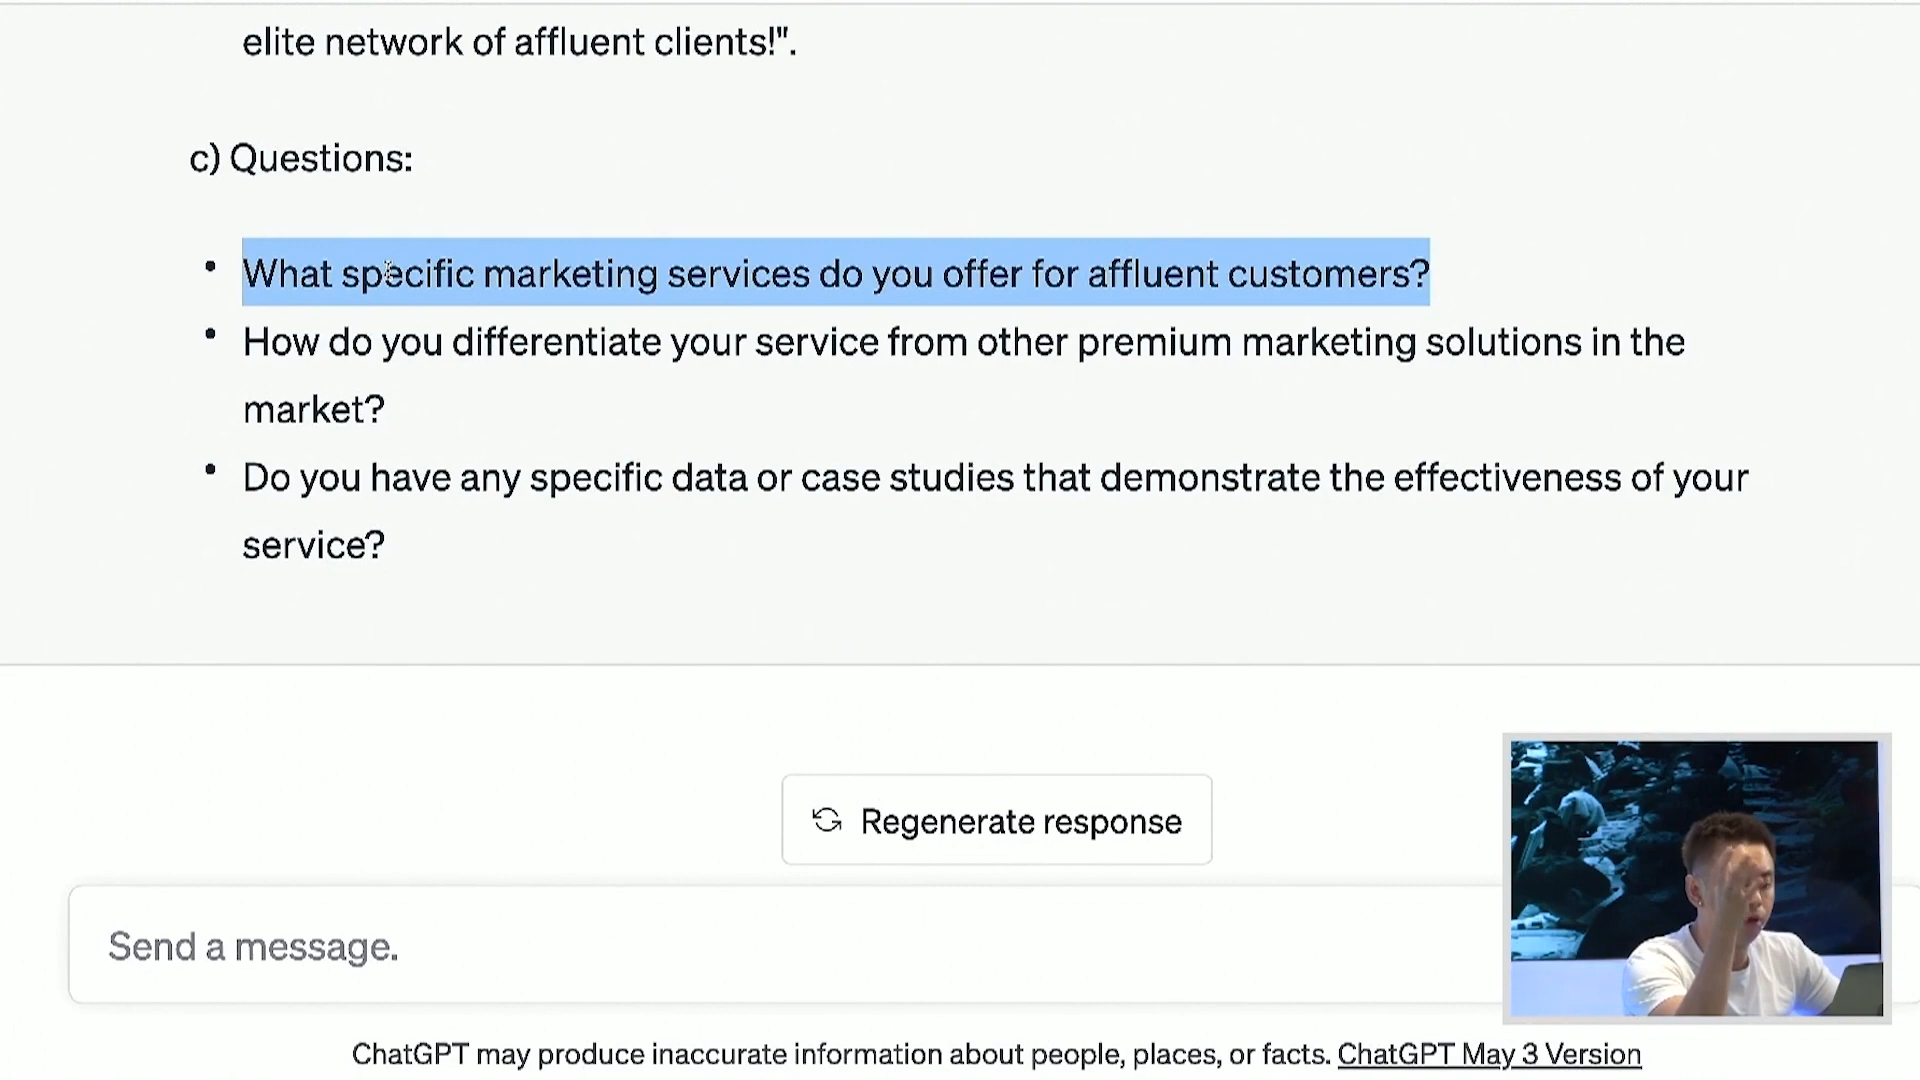 elite network of affluent clients!".
c) Questions:
• What specific marketing services do you offer for affluent customers?
• How do you differentiate your service from other premium marketing solutions in the
market?
• Do you have any specific data or case studies that demonstrate the effectiveness of your
service?
Regenerate response
Send a message.
ChatGPT may produce inaccurate information about people, places, or facts. ChatGPT May 3 Version